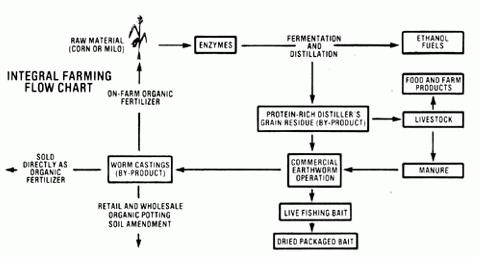 RAW MATERIAL
(CORN OR MILO)
ENZYMES
FERMENTATION
AND
DISTILLATION
ETHANOL
FUELS
INTEGRAL FARMING
FLOW CHART
ON-FARM ORGANIC
FERTILIZER
FOOD AND FARM
PRODUCTS
PROTEIN-RICH DISTILLER'S
GRAIN RESIDUE (BY-PRODUCT)
LIVESTOCK
SOLD
DIRECTLY AS
ORGANIC
FERTILIZER
WORM CASTINGS
(BY-PRODUCT)
COMMERCIAL
EARTHWORM
OPERATION
MANURE
RETAIL AND WHOLESALE
ORGANIC POTTING
SOIL AMENDMENT
LIVE FISHING BAIT
DRIED PACKAGED BAIT